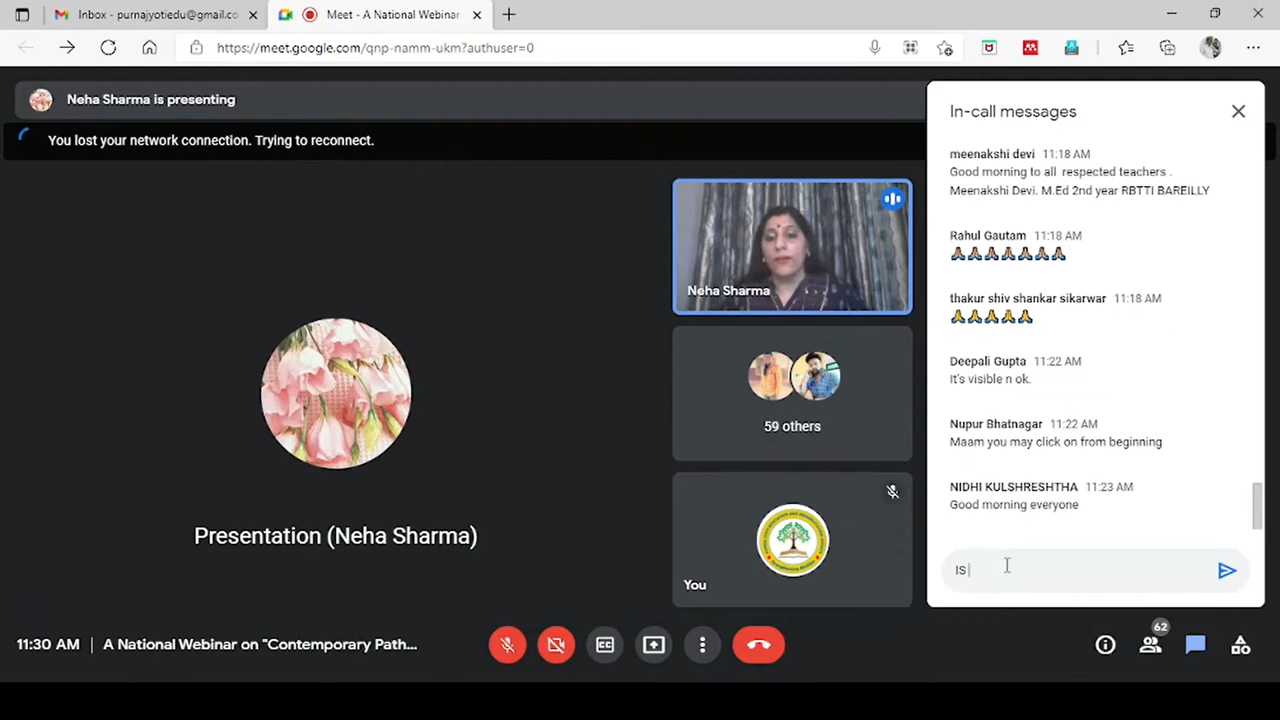 Inbox - purnajyotiedu@gmail.co
Meet - A National Webinar
https://meet.google.com/qnp-namm-ukm?authuser=0
Neha Sharma is presenting
You lost your network connection. Trying to reconnect.
Neha Sharma
59 others
Presentation (Neha Sharma)
You
In-call messages
meenakshi devi 11:18 AM
Good morning to all respected teachers .
Meenakshi Devi. M.Ed 2nd year RBTTI BAREILLY
Rahul Gautam 11:18 AM
🙏🙏🙏🙏🙏🙏🙏
thakur shiv shankar sikarwar 11:18 AM
🙏🙏🙏🙏🙏
Deepali Gupta 11:22 AM
It's visible n ok.
Nupur Bhatnagar 11:22 AM
Maam you may click on from beginning
NIDHI KULSHRESHTHA 11:23 AM
Good morning everyone
IS
11:30 AM | A National Webinar on "Contemporary Path...
CC
62